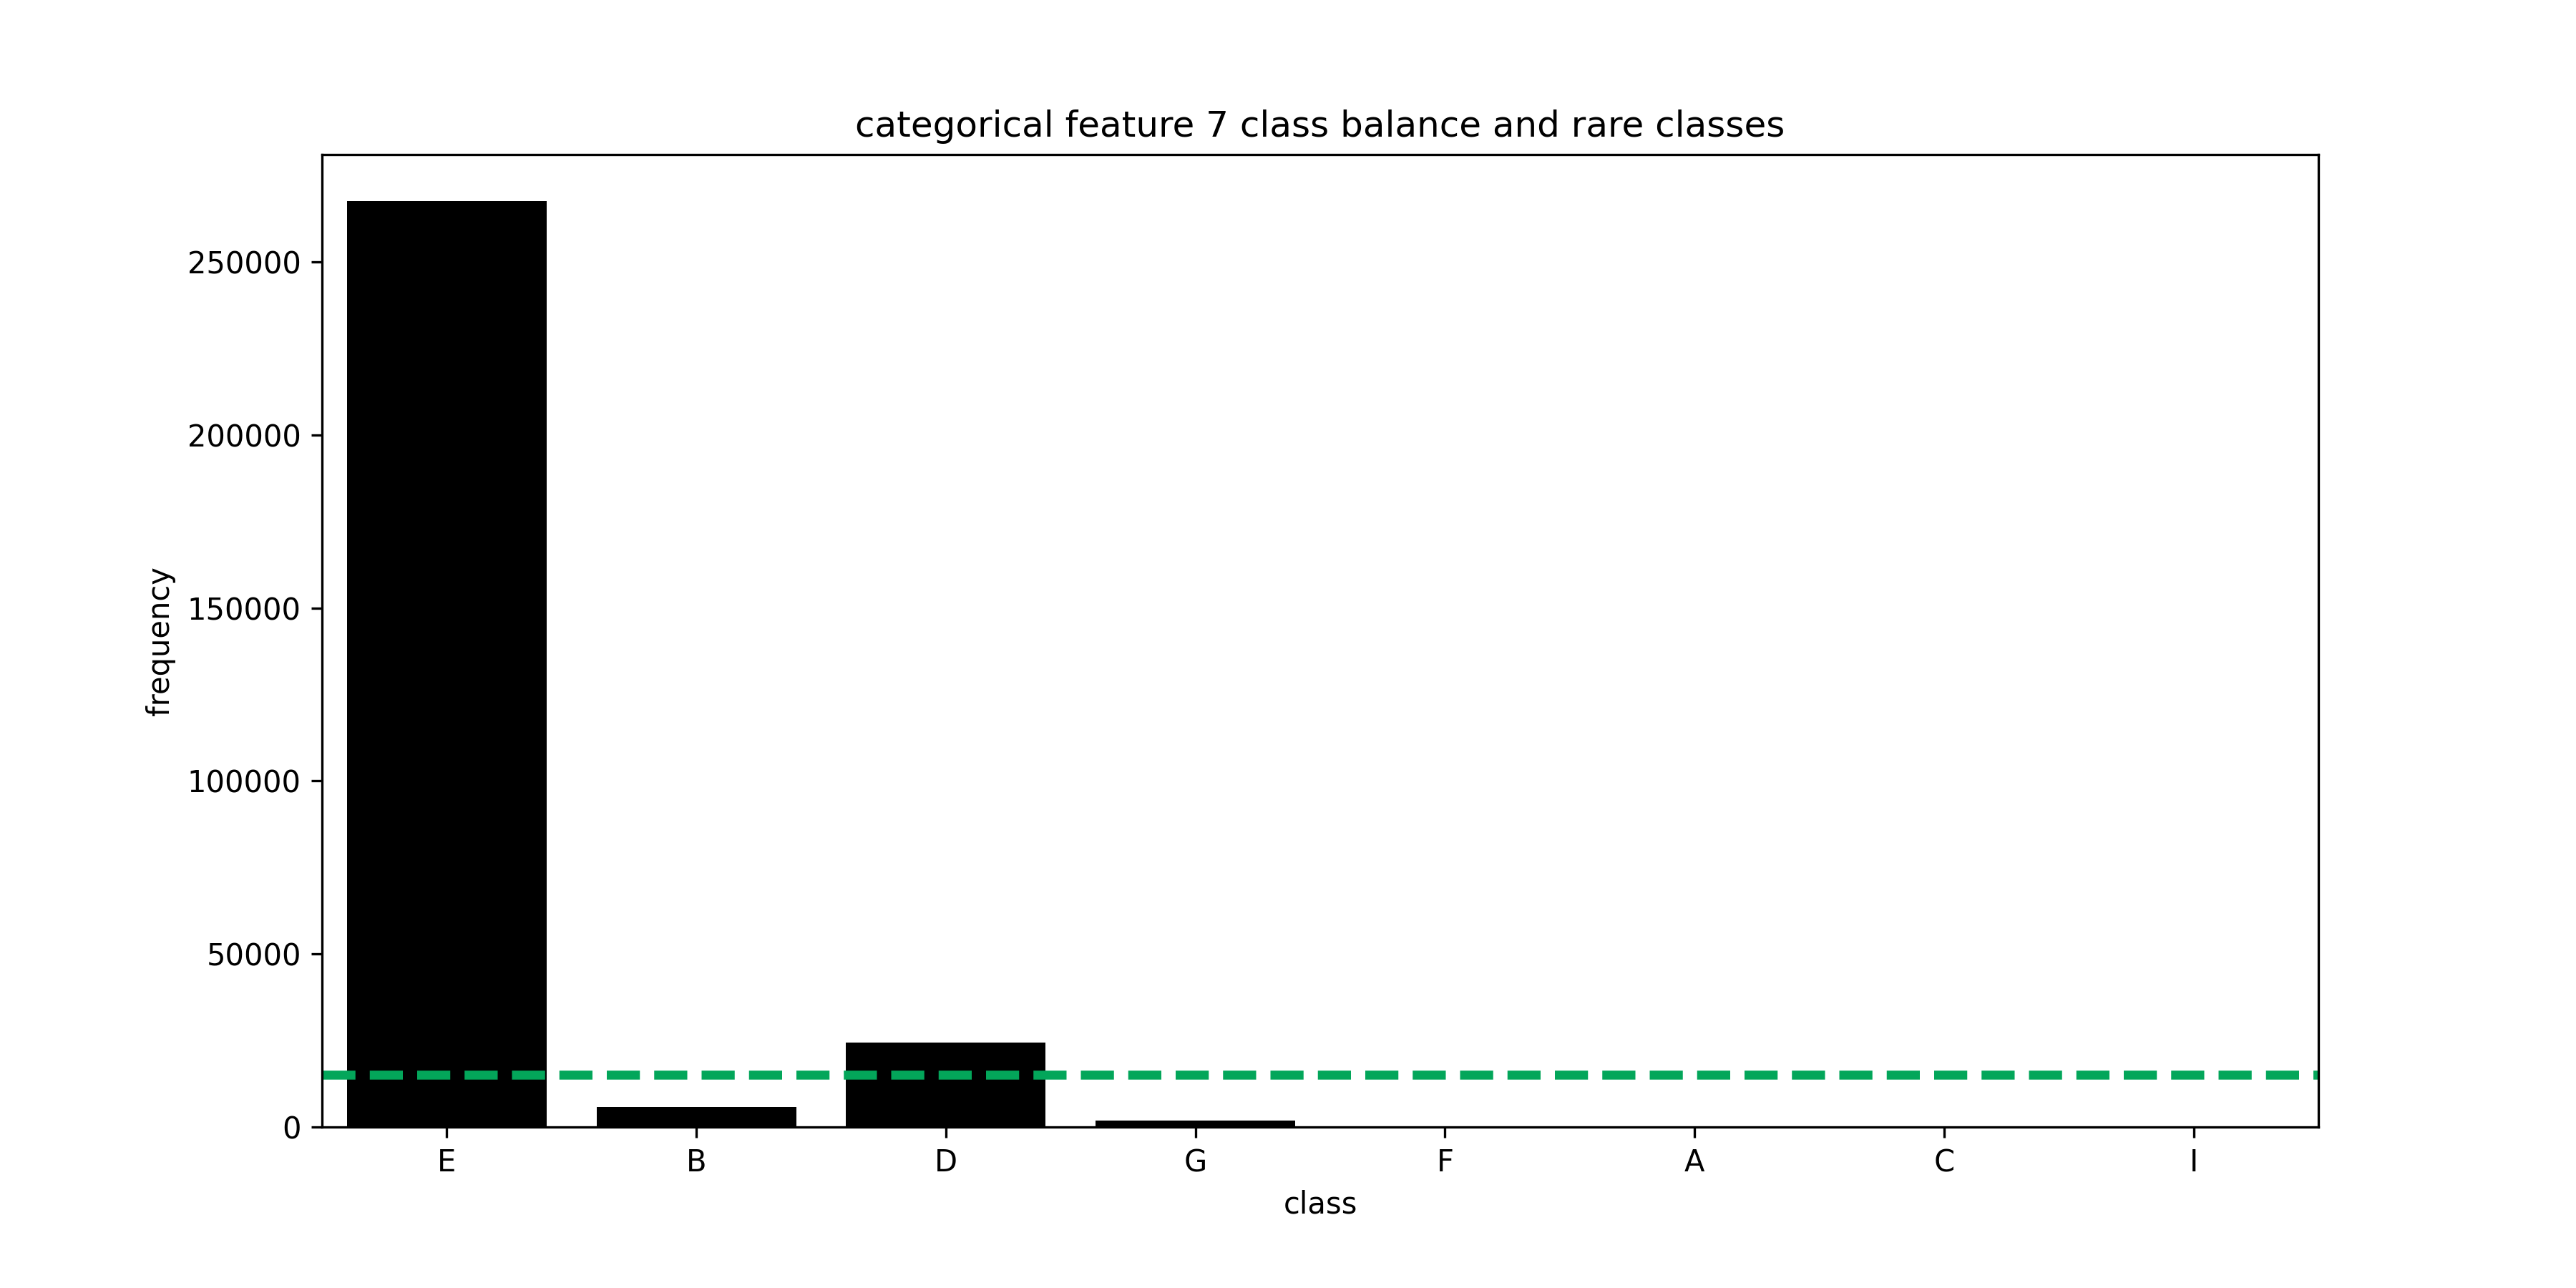 categorical feature 7 class balance and rare classes
frequency
250000
200000
150000
100000
50000
0
E B D G F A C I
class